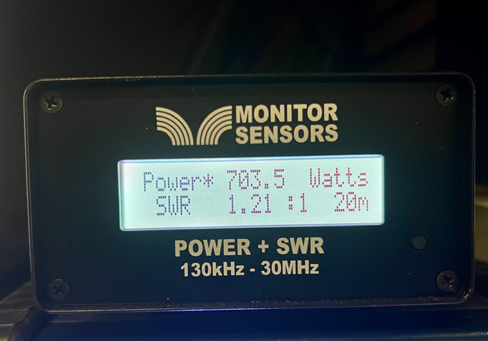 MONITOR
SENSORS
Power* 703.5 Watts
SWR 1.21 :1 20m
POWER + SWR
130kHz - 30MHz